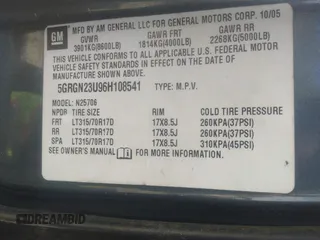 GM
MFD BY AM GENERAL LLC FOR GENERAL MOTORS CORP. 10/05
GVWR GAWR FRT GAWR RR
3901KG(8600LB) 1814KG(4000LB) 2268KG(5000LB)
THIS VEHICLE CONFORMS TO ALL APPLICABLE U.S. FEDERAL MOTOR
VEHICLE SAFETY STANDARDS IN EFFECT ON THE DATE OF
MANUFACTURE SHOWN ABOVE.
5GRGN23U96H108541 TYPE: M.P.V.
N25706
NPDR TIRE SIZE RIM COLD TIRE PRESSURE
FRT LT315/70R17D 17X8.5J 260KPA(37PSI)
RR LT315/70R17D 17X8.5J 260KPA(37PSI)
SPA LT315/70R17D 17X8.5J 310KPA(45PSI)
SEE OWNER'S MANUAL
DREAMBID